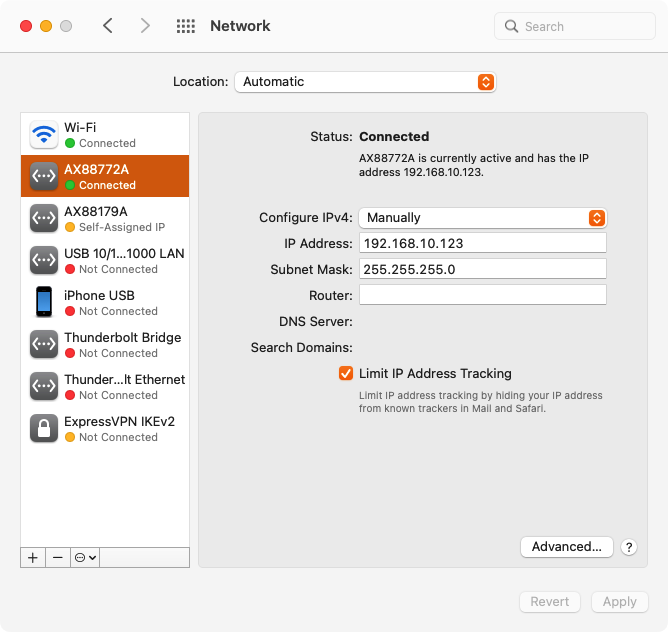 Network
Search
Location: Automatic
Wi-Fi
Connected
AX88772A
Connected
AX88179A
Self-Assigned IP
USB 10/1...1000 LAN
Not Connected
iPhone USB
Not Connected
Thunderbolt Bridge
Not Connected
Thunder...lt Ethernet
Not Connected
ExpressVPN IKEv2
Not Connected
Status: Connected
AX88772A is currently active and has the IP
address 192.168.10.123.
Configure IPv4: Manually
IP Address: 192.168.10.123
Subnet Mask: 255.255.255.0
Router:
DNS Server:
Search Domains:
Limit IP Address Tracking
Limit IP address tracking by hiding your IP address
from known trackers in Mail and Safari.
Advanced... ?
Revert Apply